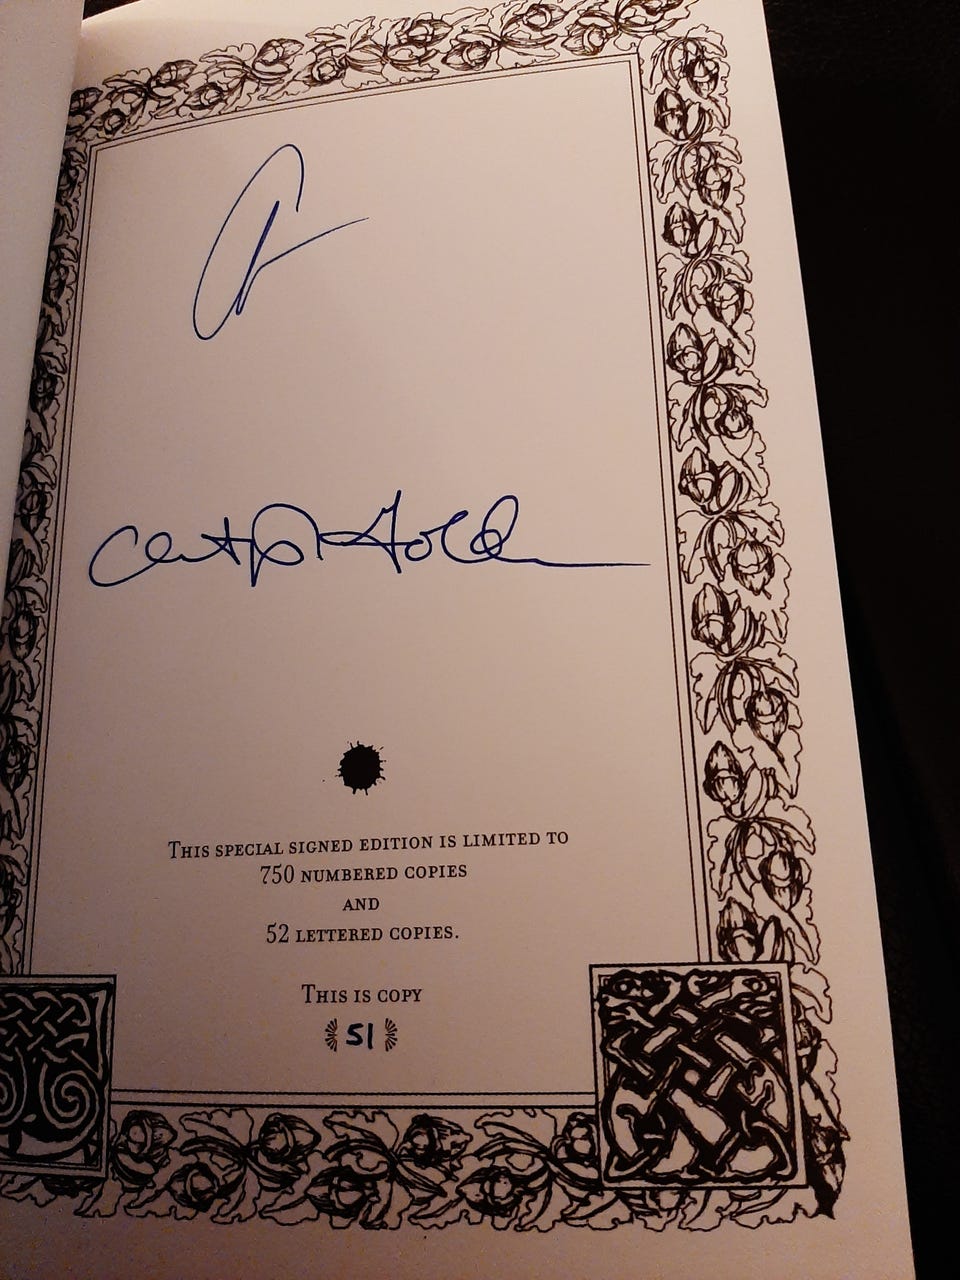 THIS SPECIAL SIGNED EDITION IS LIMITED TO
750 NUMBERED COPIES
AND
52 LETTERED COPIES.
THIS IS COPY
51